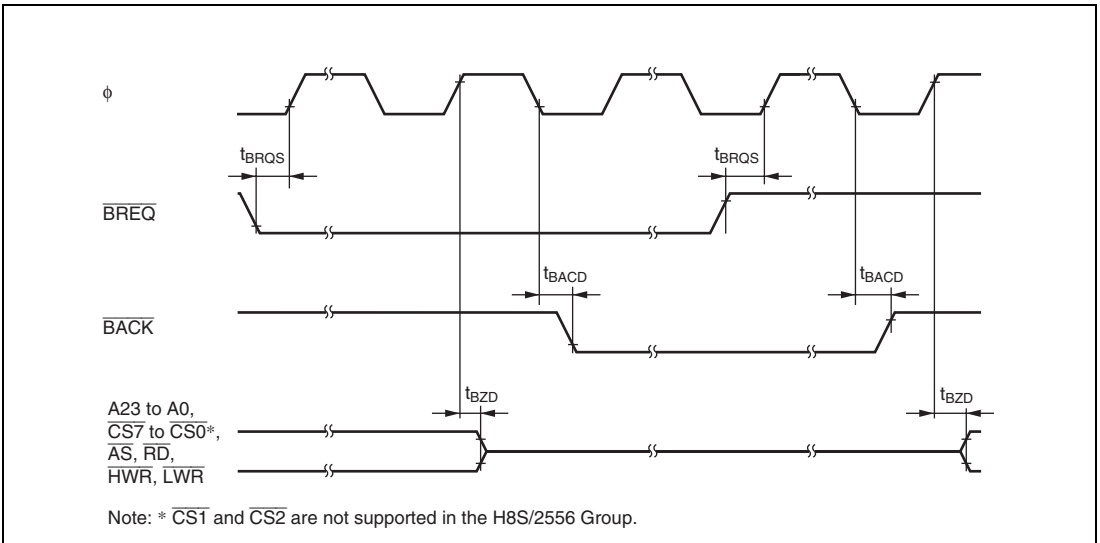 ϕ
tBRQS tBRQS
BREQ
tBACD tBACD
BACK
tBZD tBZD
A23 to A0,
CS7 to CS0*,
AS, RD,
HWR, LWR
Note: * CS1 and CS2 are not supported in the H8S/2556 Group.